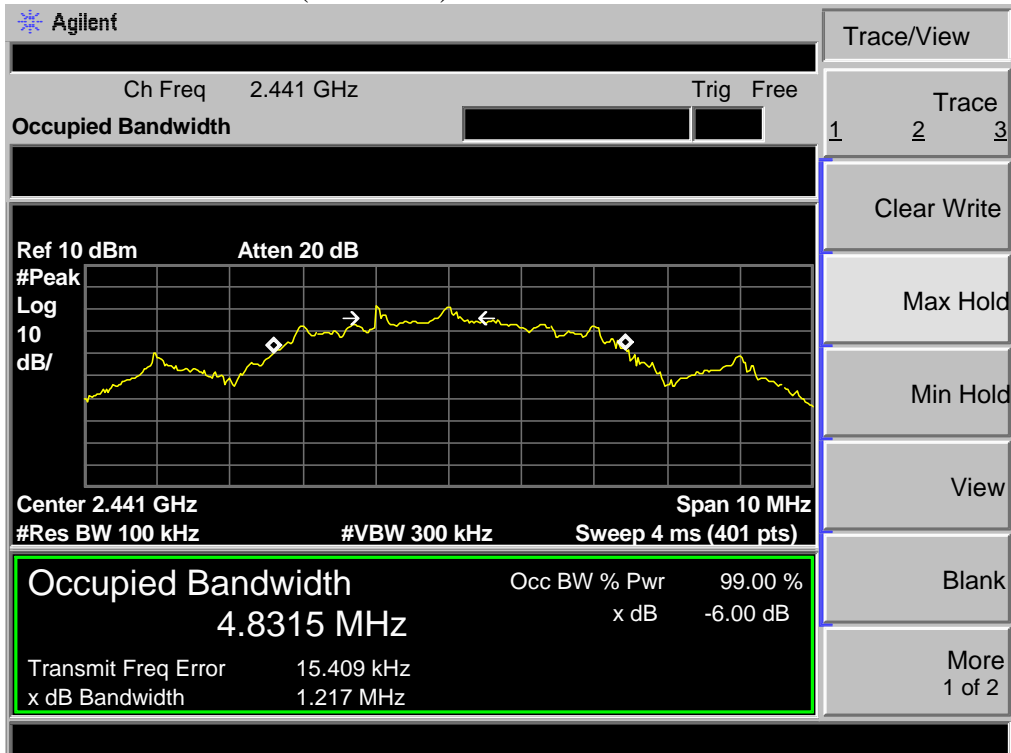 Agilent
Trace/View
Ch Freq 2.441 GHz Trig Free
Occupied Bandwidth
Trace
1 2 3
Clear Write
Ref 10 dBm Atten 20 dB
#Peak
Log
10
dB/
Max Hold
Min Hold
Center 2.441 GHz Span 10 MHz
#Res BW 100 kHz #VBW 300 kHz Sweep 4 ms (401 pts)
View
Occupied Bandwidth
4.8315 MHz
Occ BW % Pwr 99.00 %
x dB -6.00 dB
Blank
Transmit Freq Error 15.409 kHz
x dB Bandwidth 1.217 MHz
More
1 of 2